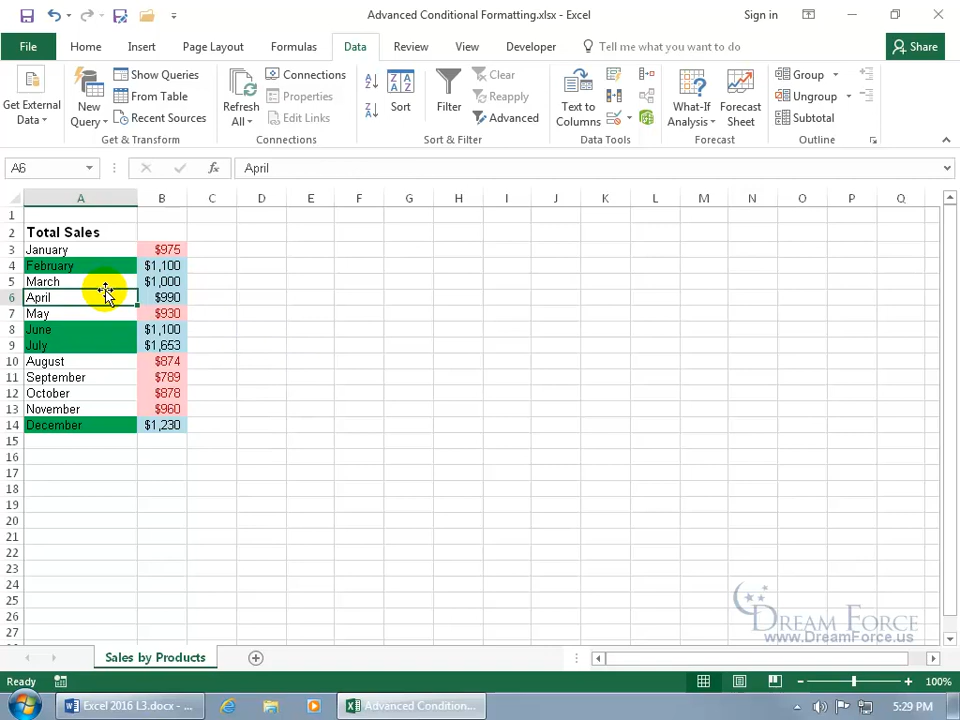 Advanced Conditional Formatting.xlsx - Excel
Sign in
File
Home
Insert
Page Layout
Formulas
Data
Review
View
Developer
Tell me what you want to do
Share
Get External Data
New Query
Show Queries
From Table
Recent Sources
Get & Transform
Refresh All
Connections
Properties
Edit Links
Connections
Sort
Filter
Clear
Reapply
Advanced
Sort & Filter
Text to Columns
Data Tools
What-If Analysis
Forecast Sheet
Forecast
Group
Ungroup
Subtotal
Outline
A6
fx
April
A B C D E F G H I J K L M N O P Q
1
2 Total Sales
3 January $975
4 February $1,100
5 March $1,000
6 April $990
7 May $930
8 June $1,100
9 July $1,653
10 August $874
11 September $789
12 October $878
13 November $960
14 December $1,230
15
16
17
18
19
20
21
22
23
24
25
26
27
DREAM FORCE
www.DreamForce.us
Sales by Products
Ready
100%
Excel 2016 L3.docx - ...
Advanced Condition...
5:29 PM